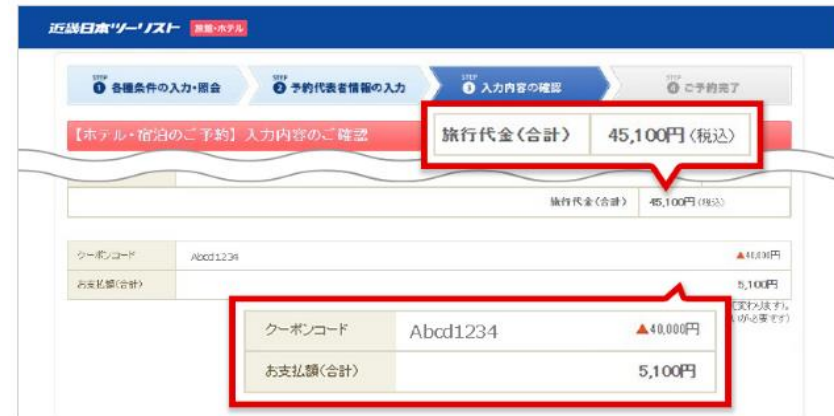 近畿日本ツーリスト 旅館・ホテル
STEP 1 各種条件の入力・照会
STEP 2 予約代表者情報の入力
STEP 3 入力内容の確認
STEP 4 ご予約完了
【ホテル・宿泊のご予約】入力内容のご確認
旅行代金(合計) 45,100円(税込)
旅行代金(合計) 45,100円(税込)
クーポンコード Abcd1234 ▲40,000円
お支払額(合計) 5,100円
クーポンコード Abcd1234 ▲40,000円
お支払額(合計) 5,100円